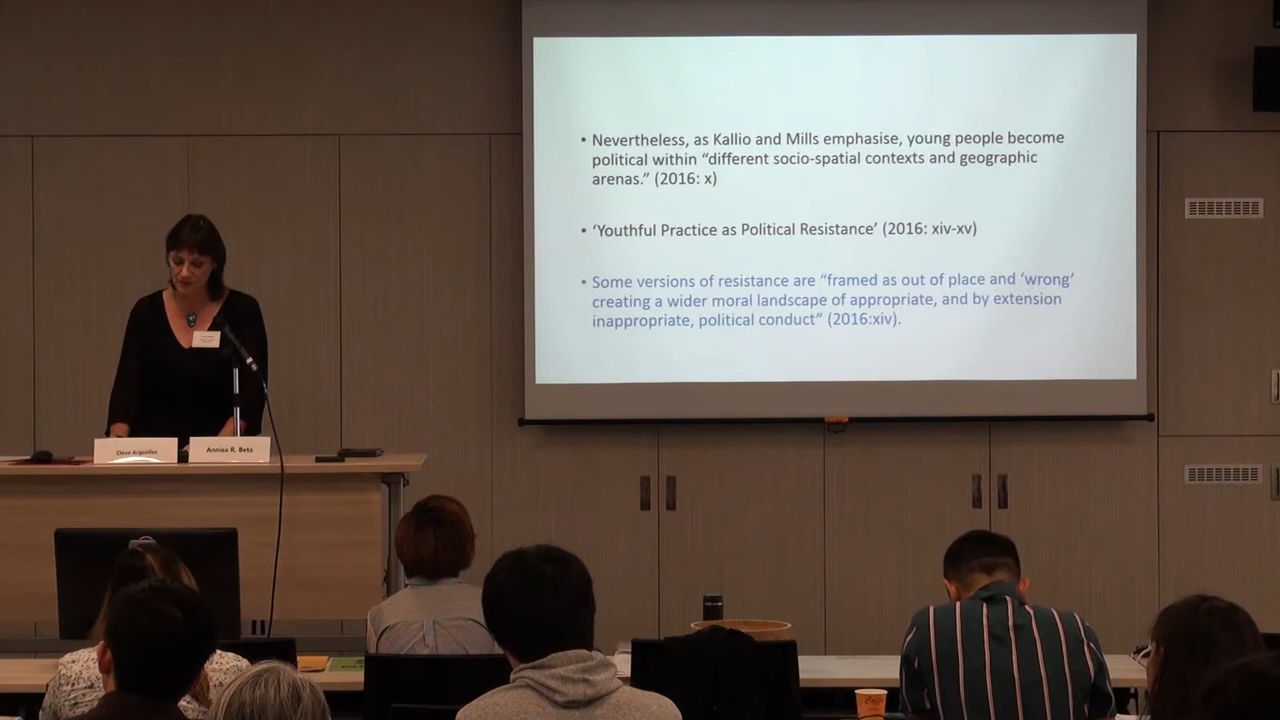 • Nevertheless, as Kallio and Mills emphasise, young people become
political within “different socio-spatial contexts and geographic
arenas.” (2016: x)
• ‘Youthful Practice as Political Resistance’ (2016: xiv-xv)
• Some versions of resistance are “framed as out of place and ‘wrong’
creating a wider moral landscape of appropriate, and by extension
inappropriate, political conduct” (2016:xiv).
Cleve Arguelles
Annisa R. Beta